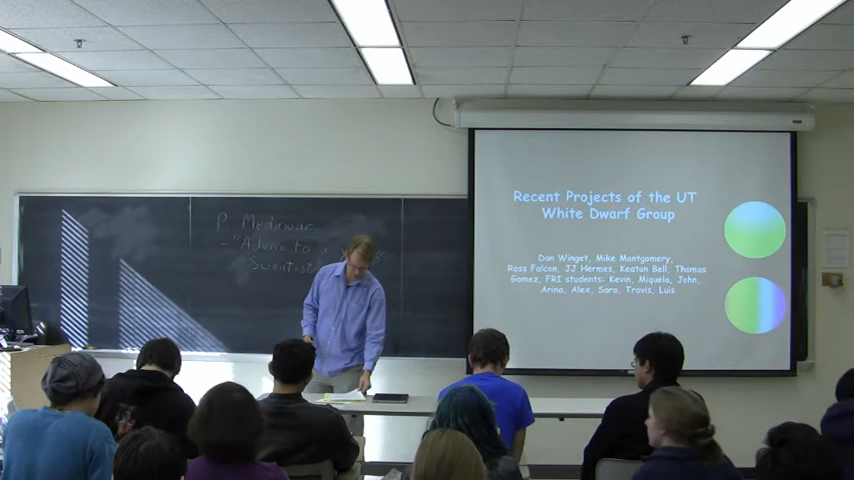 P Medawar
- "Advice to
Scientist"
Recent Projects of the UT
White Dwarf Group
Don Winget, Mike Montgomery,
Ross Falcon, JJ Hermes, Keaton Bell, Thomas
Gomez, FRI students: Kevin, Miquela, John,
Arina, Alex, Sara, Travis, Luis